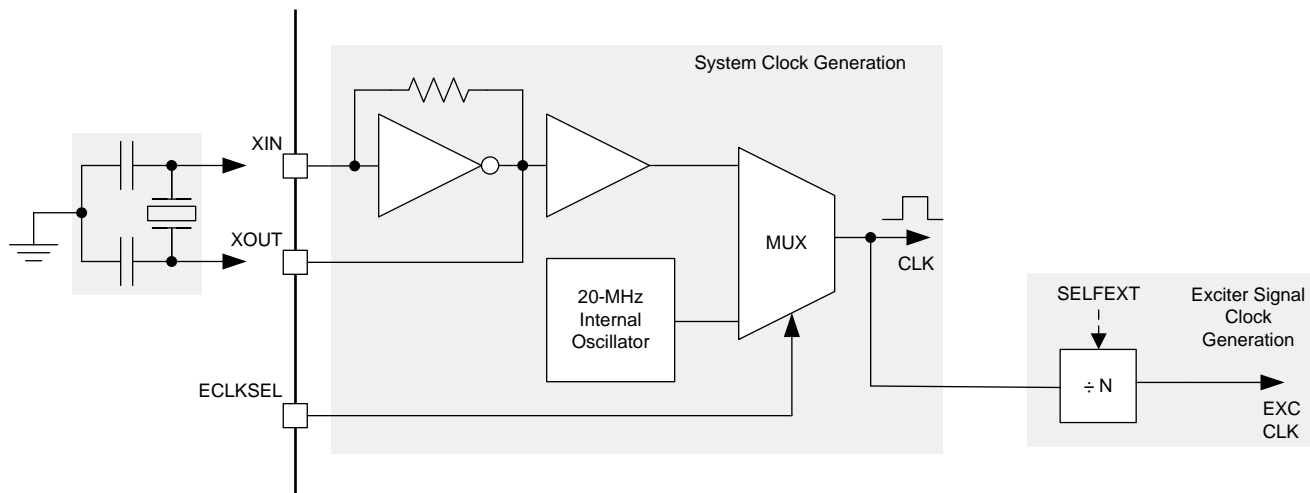 System Clock Generation
XIN
XOUT
MUX
CLK
20-MHz
Internal
Oscillator
ECLKSEL
SELFEXT
Exciter Signal
Clock
Generation
÷ N
EXC
CLK